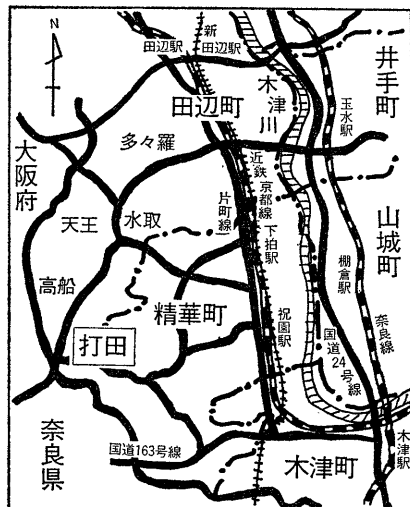 N
新田辺駅
田辺駅
井手町
田辺町
木津川
玉水駅
多々羅
大阪府
近鉄京都線
片町線
山城町
天王
水取
下狛駅
棚倉駅
高船
精華町
祝園駅
国道24号線
奈良線
打田
奈良県
国道163号線
木津町
木津駅